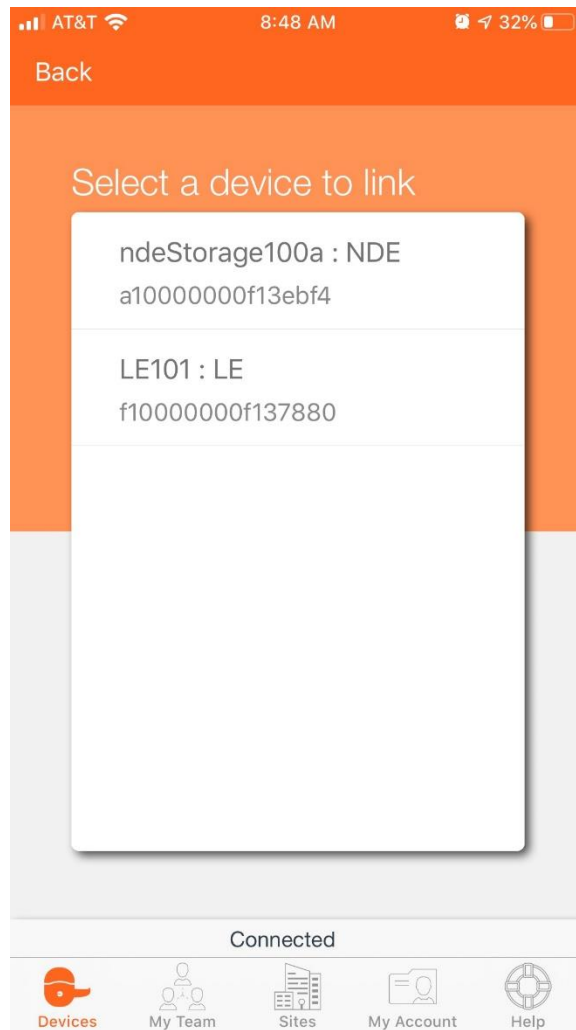 AT&T 8:48 AM 32%
Back
Select a device to link
ndeStorage100a : NDE
a10000000f13ebf4
LE101 : LE
f10000000f137880
Connected
Devices My Team Sites My Account Help